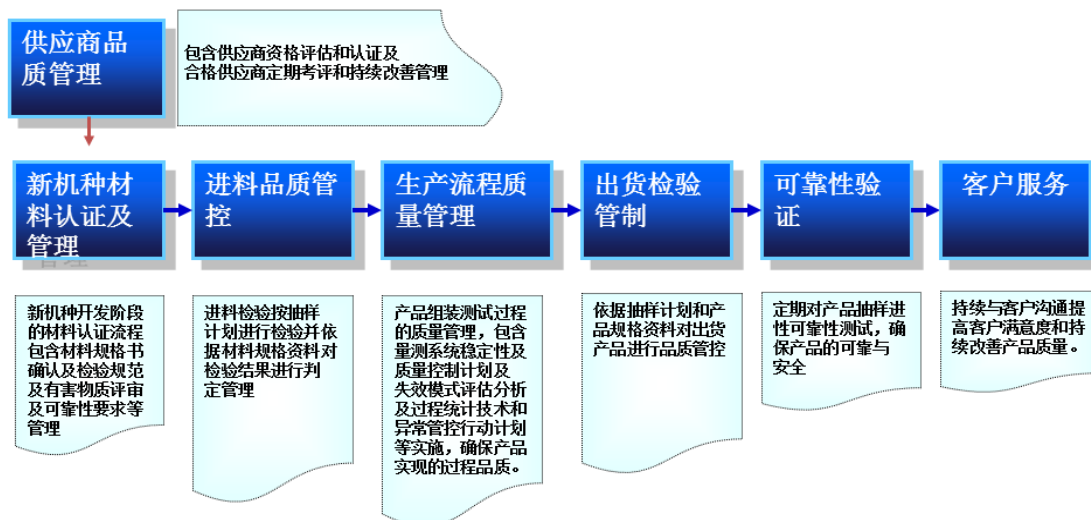 供应商品
质管理
包含供应商资格评估和认证及
合格供应商定期考评和持续改善管理
新机种材
料认证及
管理
进料品质管
控
生产流程质
量管理
出货检验
管制
可靠性验
证
客户服务
新机种开发阶段
的材料认证流程
包含材料规格书
确认及检验规范
及有害物质评审
及可靠性要求等
管理
进料检验按抽样
计划进行检验并依
据材料规格资料对
检验结果进行判
定管理
产品组装测试过程
的质量管理，包含
量测系统稳定性及
质量控制计划及
失效模式评估分析
及过程统计技术和
异常管控行动计划
等实施，确保产品
实现的过程品质。
依据抽样计划和产
品规格资料对出货
产品进行品质管控
定期对产品抽样进
性可靠性测试，确
保产品的可靠与
安全
持续与客户沟通提
高客户满意度和持
续改善产品质量。